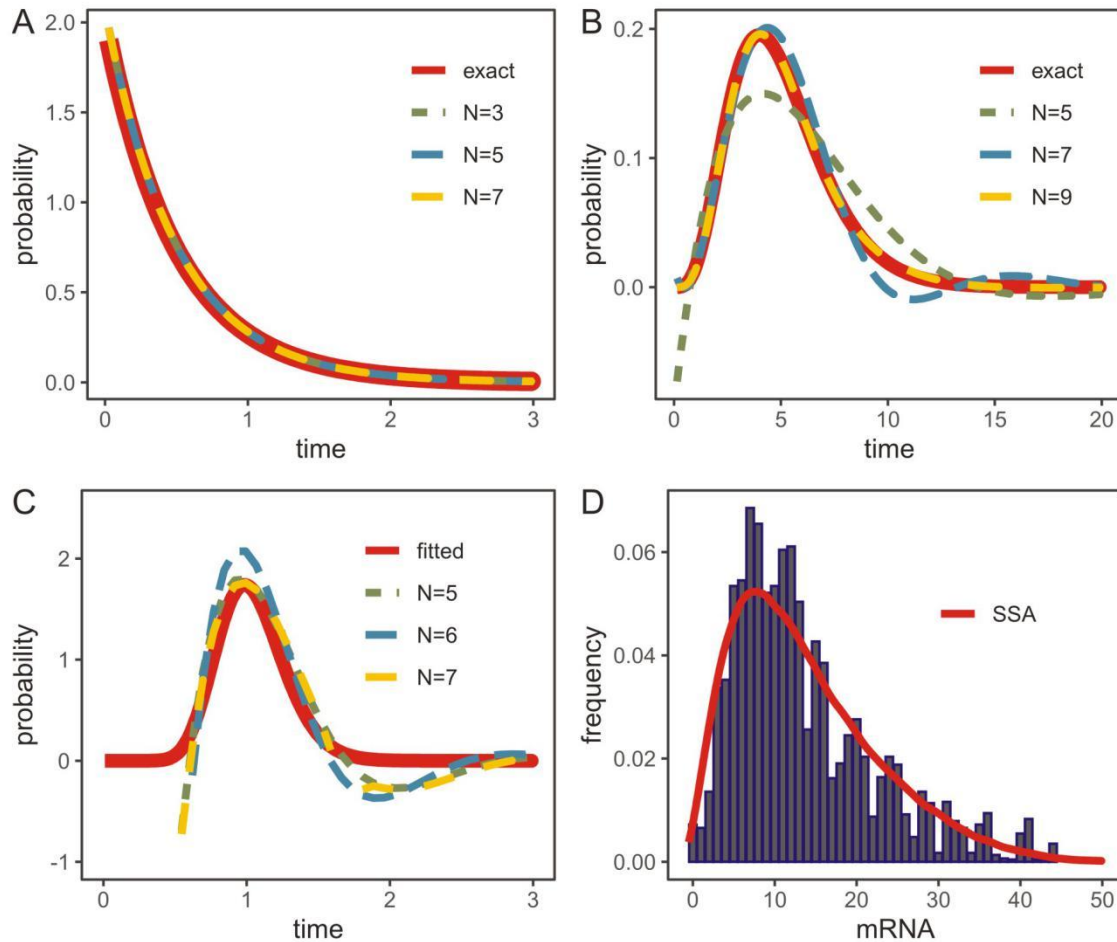 A
probability
2.0
1.5
1.0
0.5
0.0
exact
N=3
N=5
N=7
0
1
2
3
time
B
probability
0.2
0.1
0.0
exact
N=5
N=7
N=9
0
5
10
15
20
time
C
probability
2
1
0
-1
fitted
N=5
N=6
N=7
0
1
2
3
time
D
frequency
0.06
0.04
0.02
0.00
SSA
0
10
20
30
40
50
mRNA